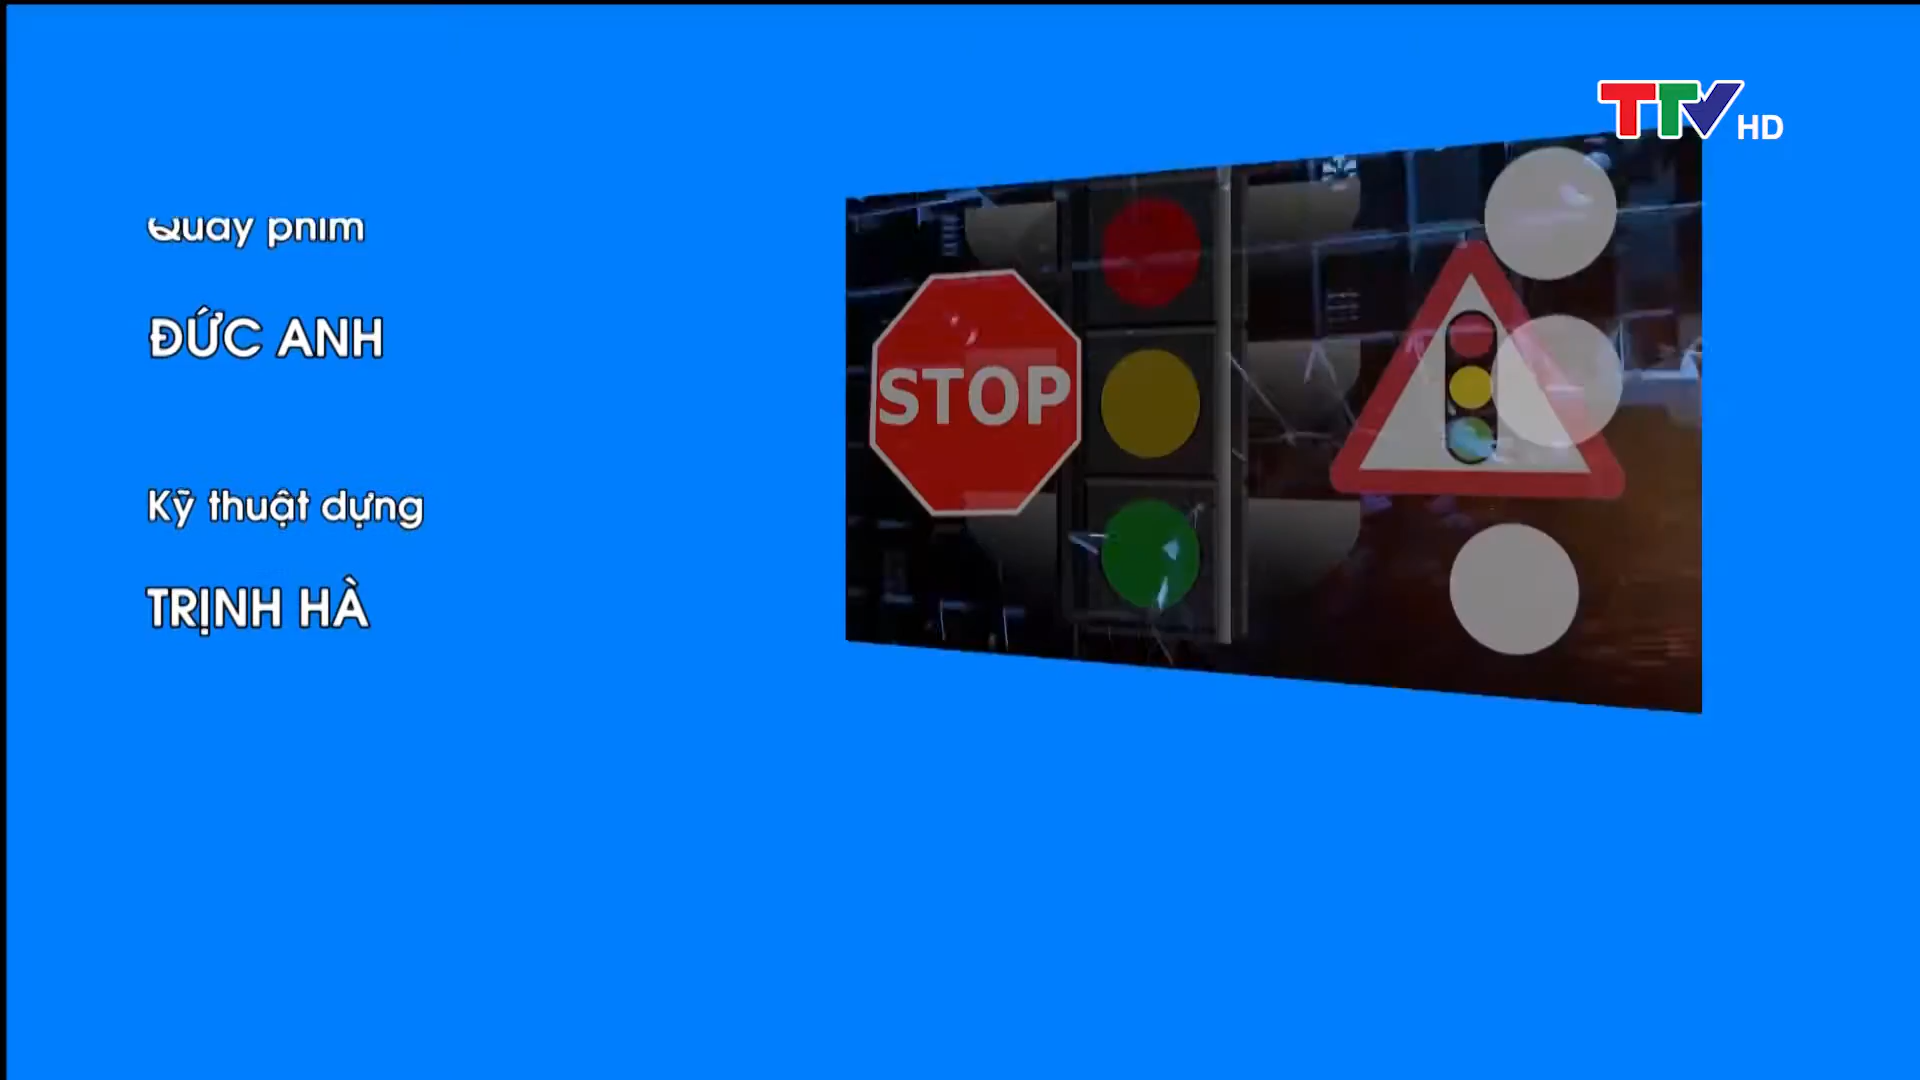 TTV HD
Quay phim
ĐỨC ANH
STOP
Kỹ thuật dựng
TRỊNH HÀ